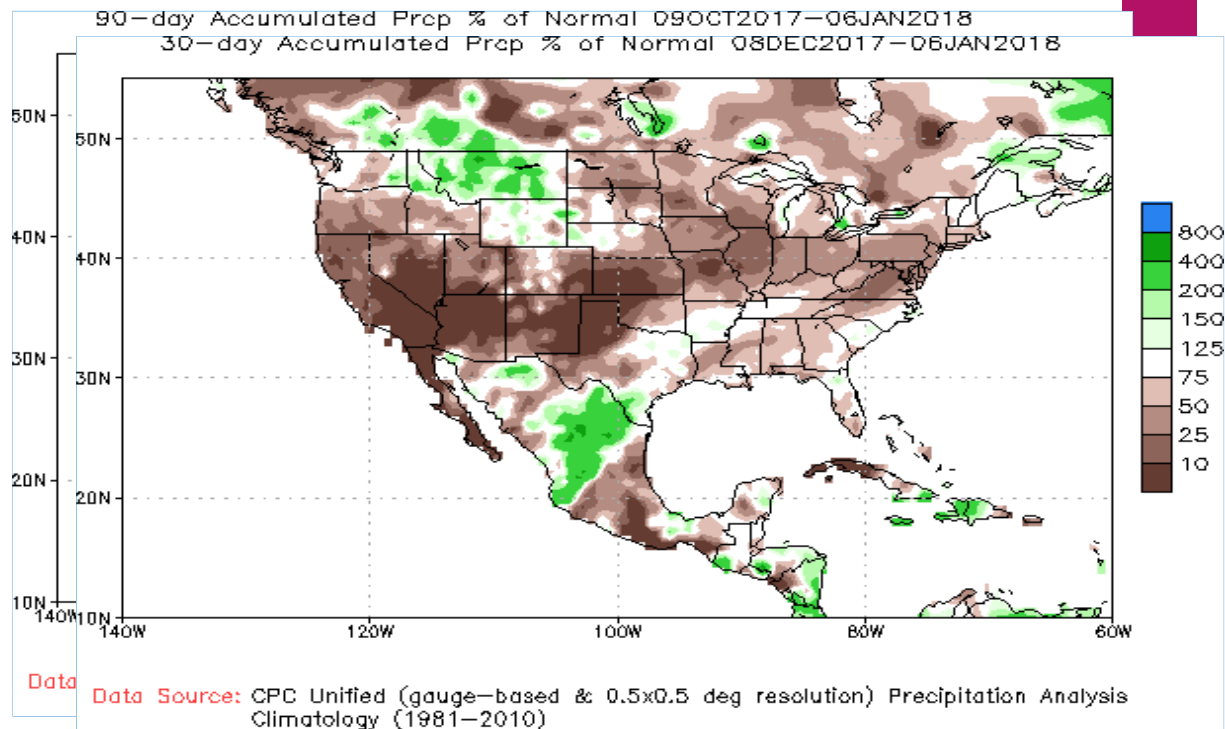 90-day Accumulated Prcp % of Normal 09OCT2017-06JAN2018
30-day Accumulated Prcp % of Normal 08DEC2017-06JAN2018
50N
50N
40N
40N
30N
30N
20N
20N
10N
10N
140W
140W
120W
100W
80W
60W
800
400
200
150
125
75
50
25
10
Data
Data Source: CPC Unified (gauge-based & 0.5x0.5 deg resolution) Precipitation Analysis
Climatology (1981-2010)